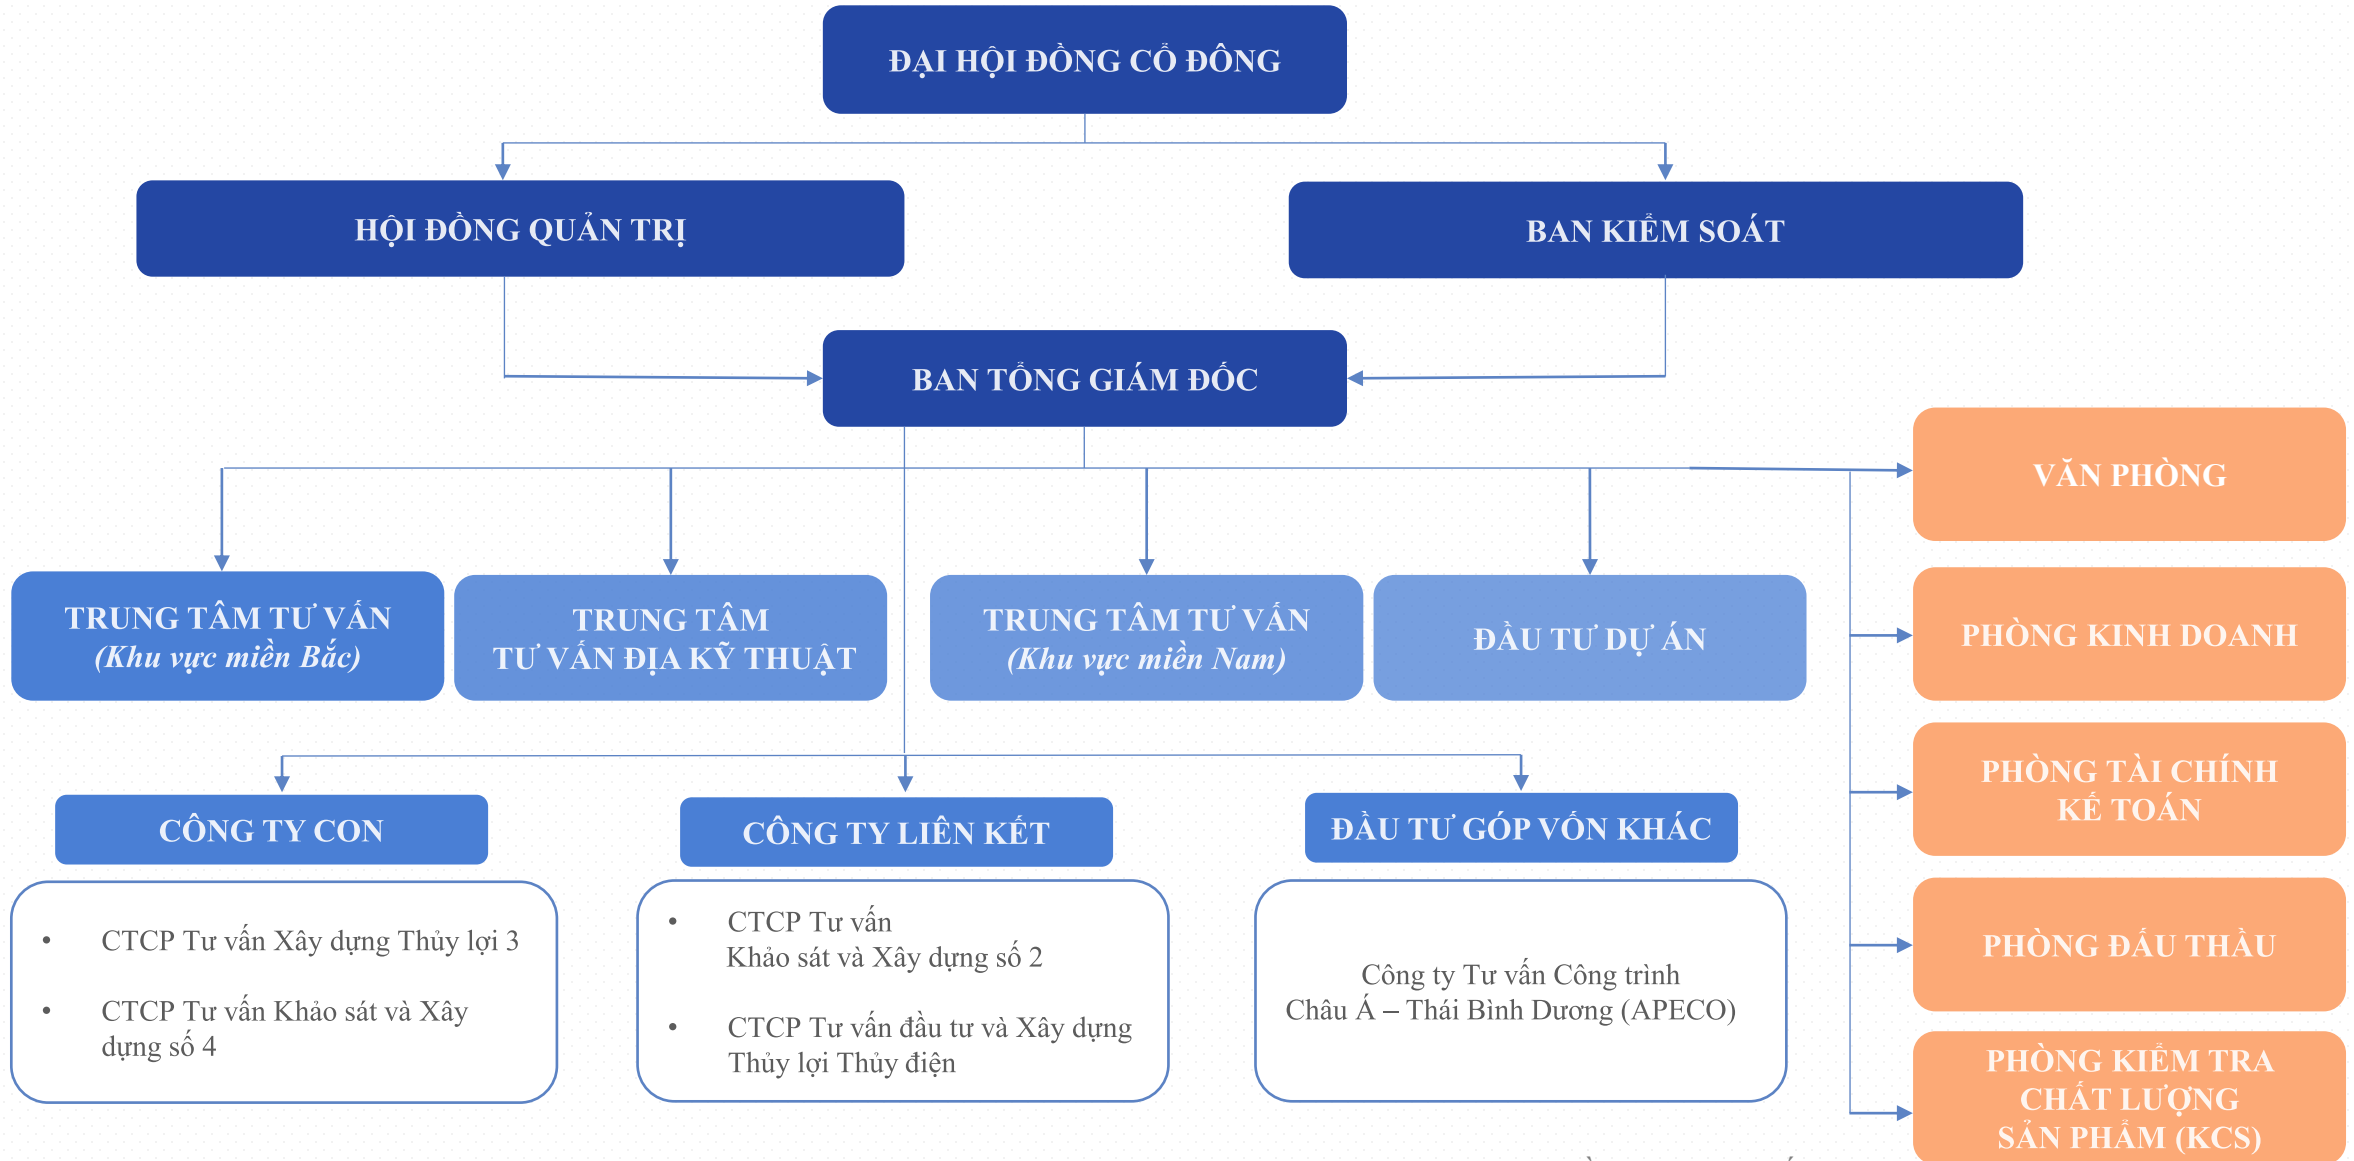 ĐẠI HỘI ĐỒNG CỔ ĐÔNG
HỘI ĐỒNG QUẢN TRỊ
BAN KIỂM SOÁT
BAN TỔNG GIÁM ĐỐC
VĂN PHÒNG
TRUNG TÂM TƯ VẤN
(Khu vực miền Bắc)
TRUNG TÂM
TƯ VẤN ĐỊA KỸ THUẬT
TRUNG TÂM TƯ VẤN
(Khu vực miền Nam)
ĐẦU TƯ DỰ ÁN
PHÒNG KINH DOANH
PHÒNG TÀI CHÍNH
KẾ TOÁN
CÔNG TY CON
CÔNG TY LIÊN KẾT
ĐẦU TƯ GÓP VỐN KHÁC
• CTCP Tư vấn Xây dựng Thủy lợi 3
• CTCP Tư vấn Khảo sát và Xây
dựng số 4
• CTCP Tư vấn
Khảo sát và Xây dựng số 2
• CTCP Tư vấn đầu tư và Xây dựng
Thủy lợi Thủy điện
Công ty Tư vấn Công trình
Châu Á – Thái Bình Dương (APECO)
PHÒNG ĐẤU THẦU
PHÒNG KIỂM TRA
CHẤT LƯỢNG
SẢN PHẨM (KCS)